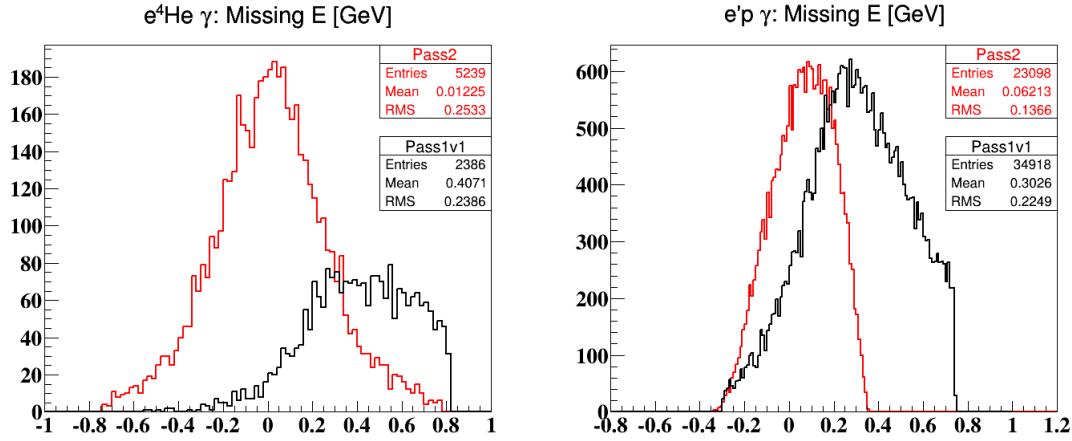 e⁴He γ: Missing E [GeV]
Pass2
Entries 5239
Mean 0.01225
RMS 0.2533
Pass1v1
Entries 2386
Mean 0.4071
RMS 0.2386
180
160
140
120
100
80
60
40
20
0
-1 -0.8 -0.6 -0.4 -0.2 0 0.2 0.4 0.6 0.8 1
e'p γ: Missing E [GeV]
Pass2
Entries 23098
Mean 0.06213
RMS 0.1366
Pass1v1
Entries 34918
Mean 0.3026
RMS 0.2249
600
500
400
300
200
100
0
-0.8 -0.6 -0.4 -0.2 0 0.2 0.4 0.6 0.8 1 1.2